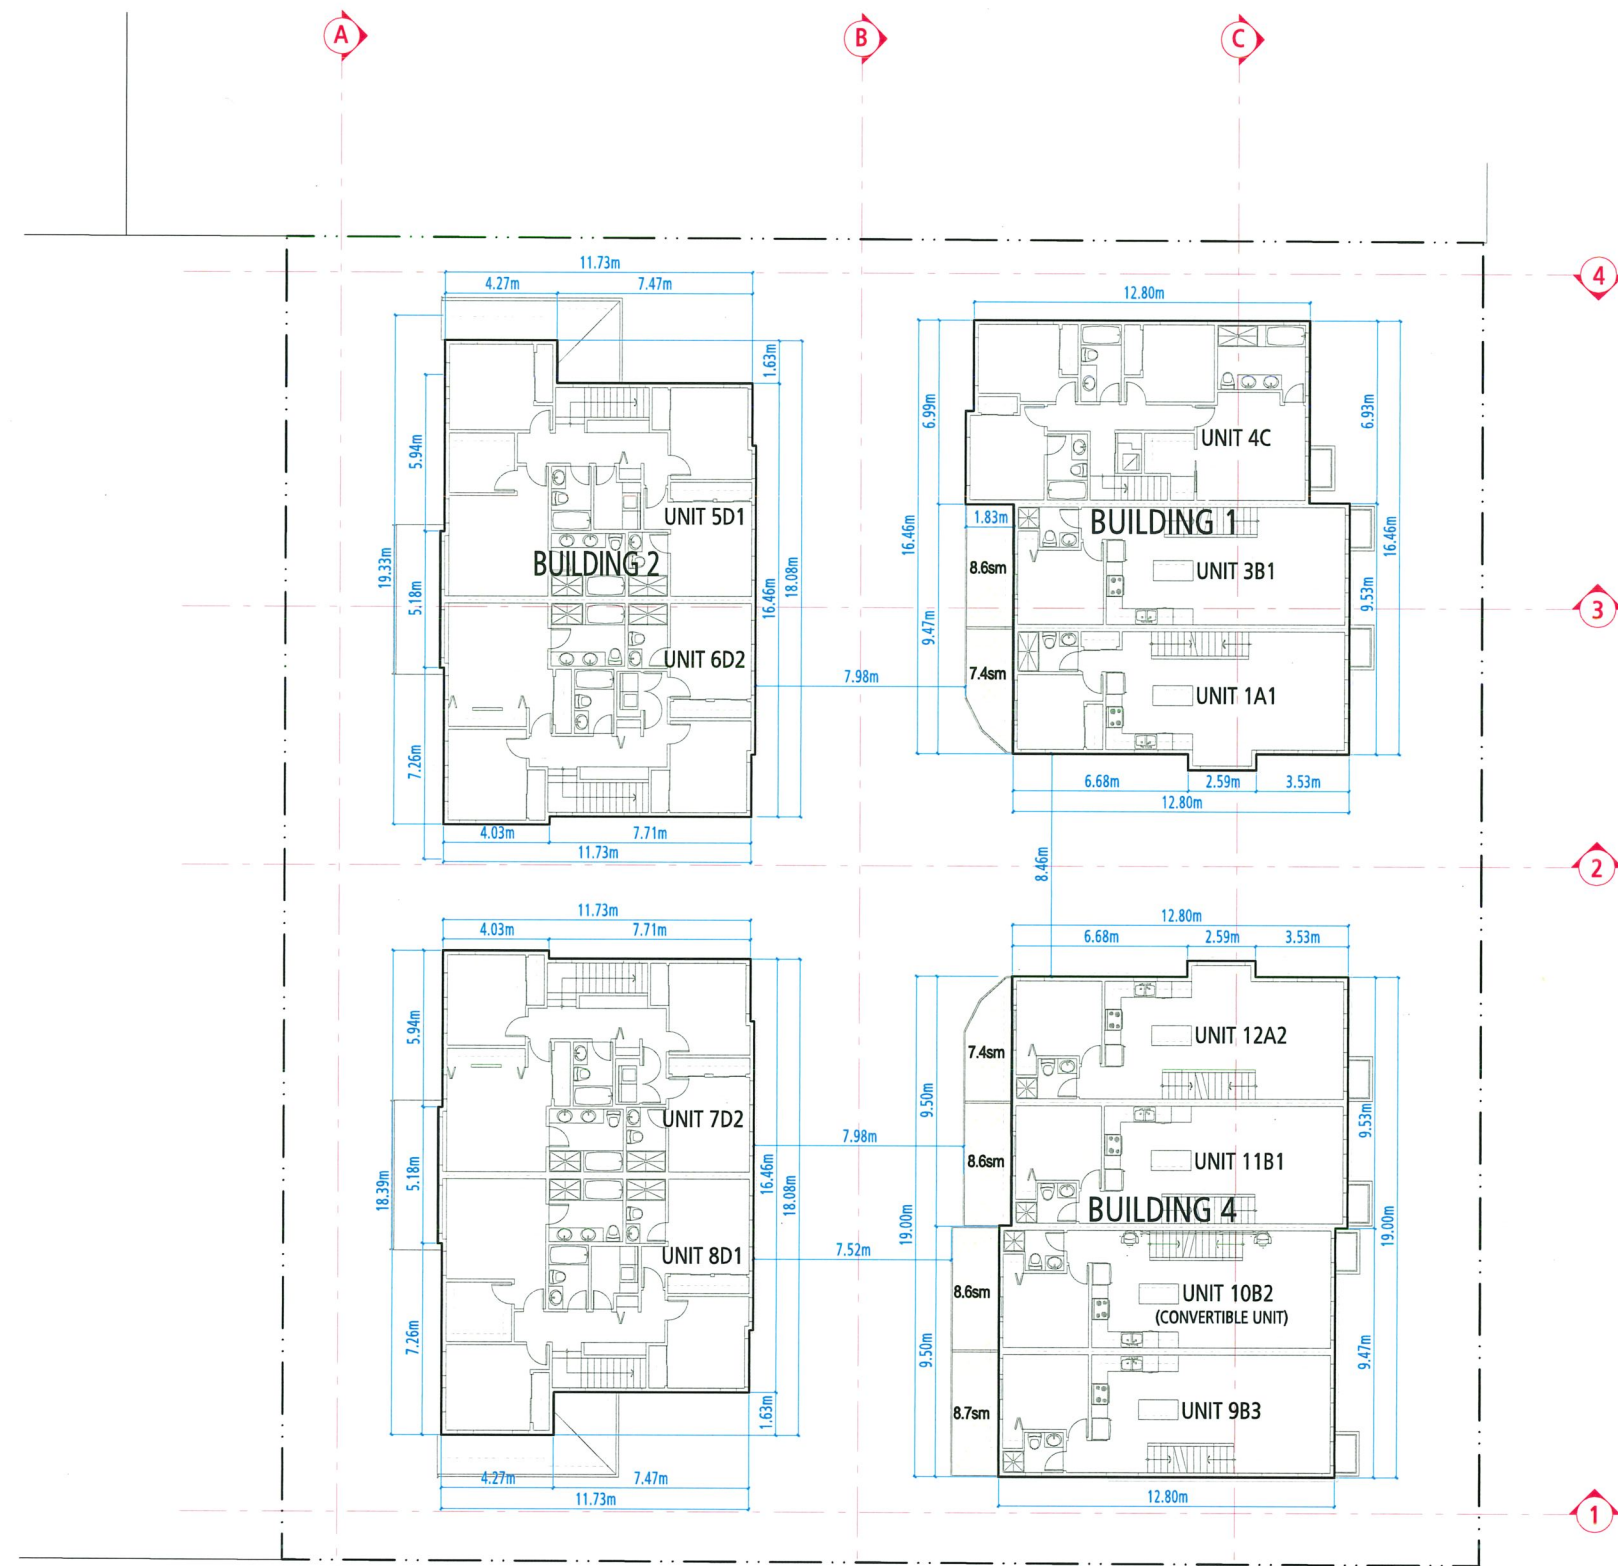 A
B
C
4
3
2
1
11.73m
4.27m
7.47m
1.63m
5.94m
19.33m
5.18m
7.26m
16.46m
18.08m
UNIT 5D1
BUILDING 2
UNIT 6D2
4.03m
7.71m
11.73m
7.98m
12.80m
6.99m
6.93m
16.46m
16.46m
1.83m
9.47m
9.53m
UNIT 4C
BUILDING 1
8.6sm
UNIT 3B1
7.4sm
UNIT 1A1
6.68m
2.59m
3.53m
12.80m
8.46m
11.73m
4.03m
7.71m
5.94m
18.39m
5.18m
7.26m
16.46m
18.08m
1.63m
UNIT 7D2
UNIT 8D1
4.27m
7.47m
11.73m
7.98m
7.52m
12.80m
6.68m
2.59m
3.53m
7.4sm
UNIT 12A2
9.50m
9.53m
8.6sm
UNIT 11B1
BUILDING 4
19.00m
19.00m
8.6sm
UNIT 10B2
(CONVERTIBLE UNIT)
9.50m
9.47m
8.7sm
UNIT 9B3
12.80m